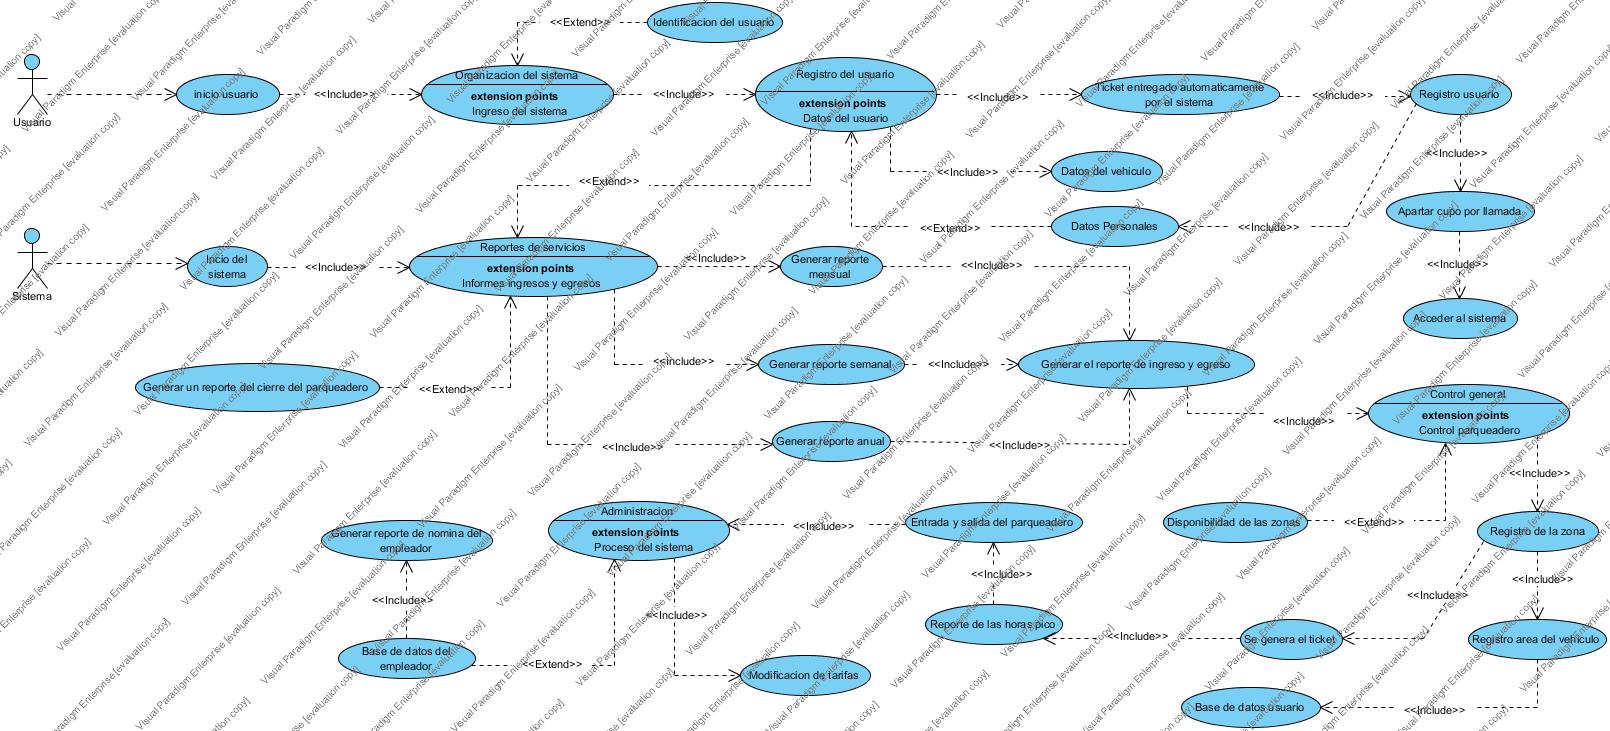 <<Extend>>
Identificacion del usuario
Usuario
inicio usuario
<<Include>>
Organizacion del sistema
extension points
Ingreso del sistema
<<Include>>
Registro del usuario
extension points
Datos del usuario
<<Include>>
Ticket entregado automaticamente
por el sistema
<<Include>>
Registro usuario
<<Include>>
<<Include>>
Datos del vehiculo
<<Extend>>
<<Extend>>
Datos Personales
<<Include>>
Apartar cupo por llamada
<<Include>>
Acceder al sistema
Sistema
Inicio del
sistema
<<Include>>
Reportes de servicios
extension points
Informes ingresos y egresos
<<Include>>
Generar reporte
mensual
<<Include>>
Generar un reporte del cierre del parqueadero
<<Extend>>
<<include>>
Generar reporte semanal
<<Include>>
Generar el reporte de ingreso y egreso
<<Include>>
Generar reporte anual
<<Include>>
<<Include>>
Control general
extension points
Control parqueadero
<<Include>>
Generar reporte de nomina del
empleador
<<Include>>
Base de datos del
empleador
<<Extend>>
Administracion
extension points
Proceso del sistema
<<Include>>
Entrada y salida del parqueadero
<<Include>>
Modificacion de tarifas
<<Include>>
Reporte de las horas pico
<<Include>>
Disponibilidad de las zonas
<<Extend>>
Registro de la zona
<<Include>>
<<Include>>
Se genera el ticket
Registro area del vehiculo
Base de datos usuario
<<Include>>
Visual Paradigm Enterprise [evaluation copy]